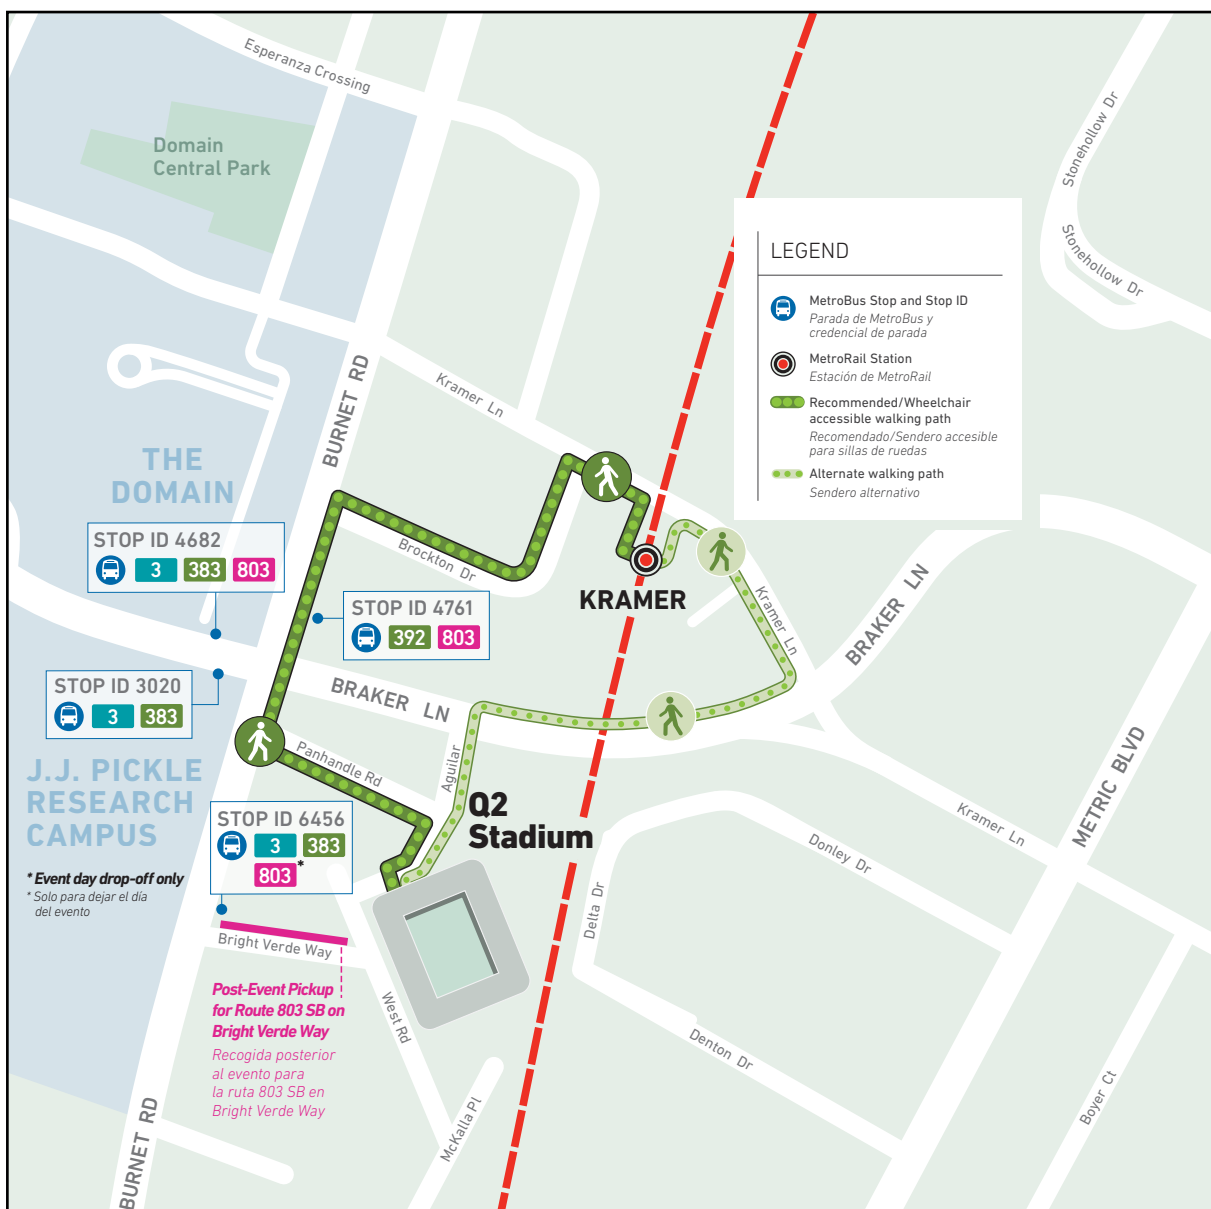 Esperanza Crossing
Domain
Central Park
Stonehollow Dr
Stonehollow Dr
LEGEND
MetroBus Stop and Stop ID
Parada de MetroBus y
credencial de parada
MetroRail Station
Estación de MetroRail
Recommended/Wheelchair
accessible walking path
Recomendado/Sendero accesible
para sillas de ruedas
Alternate walking path
Sendero alternativo
BURNET RD
Kramer Ln
THE
DOMAIN
STOP ID 4682
3 383 803
Brockton Dr
KRAMER
STOP ID 4761
392 803
Kramer Ln
BRAKER LN
STOP ID 3020
3 383
BRAKER LN
Panhandle Rd
Aguilar
J.J. PICKLE
RESEARCH
CAMPUS
STOP ID 6456
3 383
803*
Q2
Stadium
METRIC BLVD
Kramer Ln
Donley Dr
* Event day drop-off only
* Solo para dejar el día
del evento
Delta Dr
Bright Verde Way
Post-Event Pickup
for Route 803 SB on
Bright Verde Way
Recogida posterior
al evento para
la ruta 803 SB en
Bright Verde Way
West Rd
Denton Dr
McKalla Pl
Boyer Ct
BURNET RD